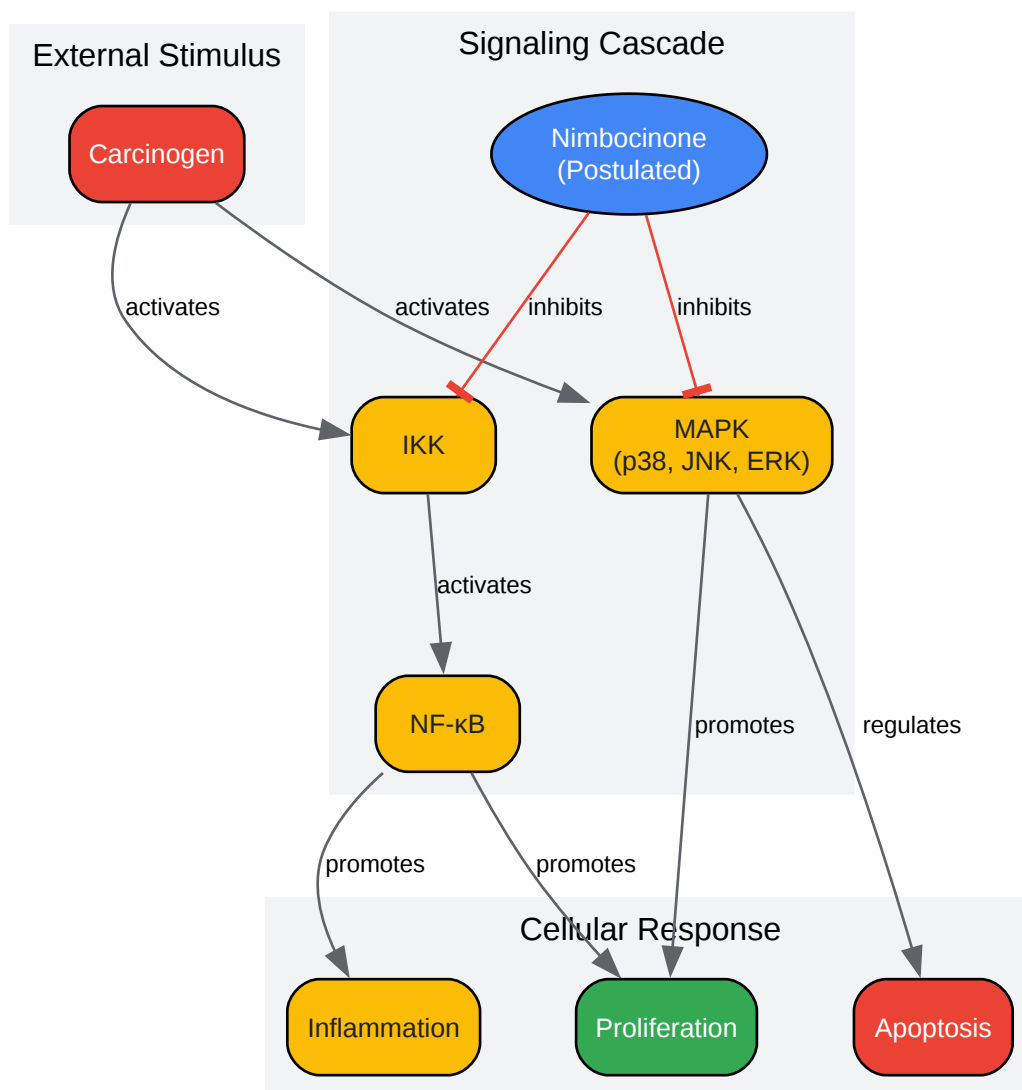 External Stimulus
Signaling Cascade
Carcinogen
Nimbocinone
(Postulated)
activates
activates
inhibits
inhibits
IKK
MAPK
(p38, JNK, ERK)
activates
NF-κB
promotes
regulates
promotes
promotes
Cellular Response
Inflammation
Proliferation
Apoptosis